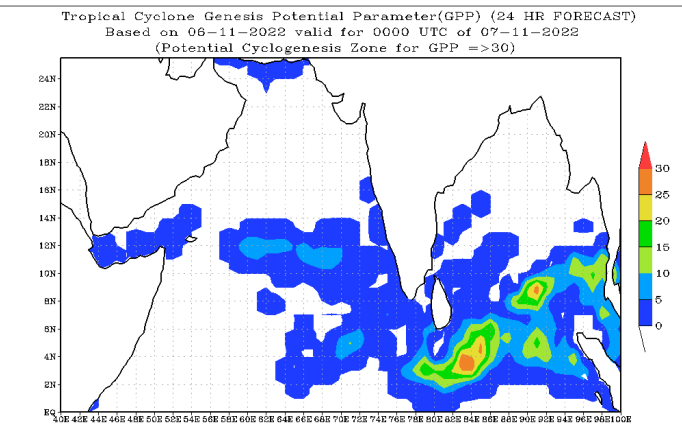 Tropical Cyclone Genesis Potential Parameter(GPP) (24 HR FORECAST)
Based on 06-11-2022 valid for 0000 UTC of 07-11-2022
(Potential Cyclogenesis Zone for GPP =>30)
24N
22N
20N
18N
16N
14N
12N
10N
8N
6N
4N
2N
EQ
30
25
20
15
10
5
0
40E 42E 44E 46E 48E 50E 52E 54E 56E 58E 60E 62E 64E 66E 68E 70E 72E 74E 76E 78E 80E 82E 84E 86E 88E 90E 92E 94E 96E 98E 100E